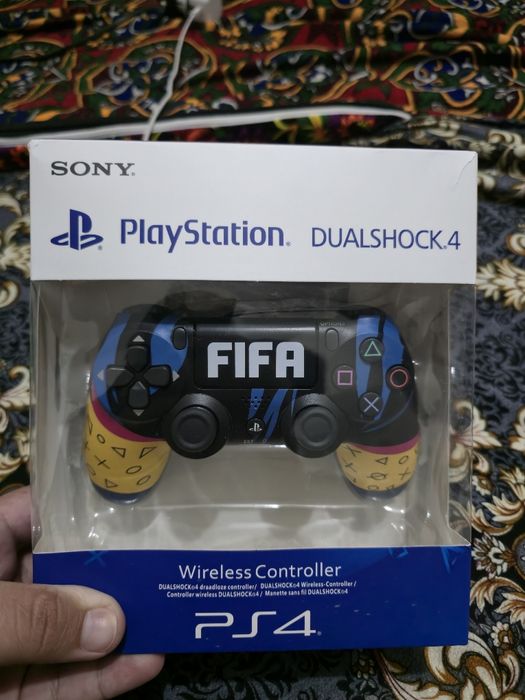 SONY
PlayStation. DUALSHOCK.4
OPTIONS
FIFA
Wireless Controller
DUALSHOCK®4 draadloze controller/ DUALSHOCK®4 Wireless-Controller/
Controller wireless DUALSHOCK®4/ Manette sans fil DUALSHOCK®4
PS4